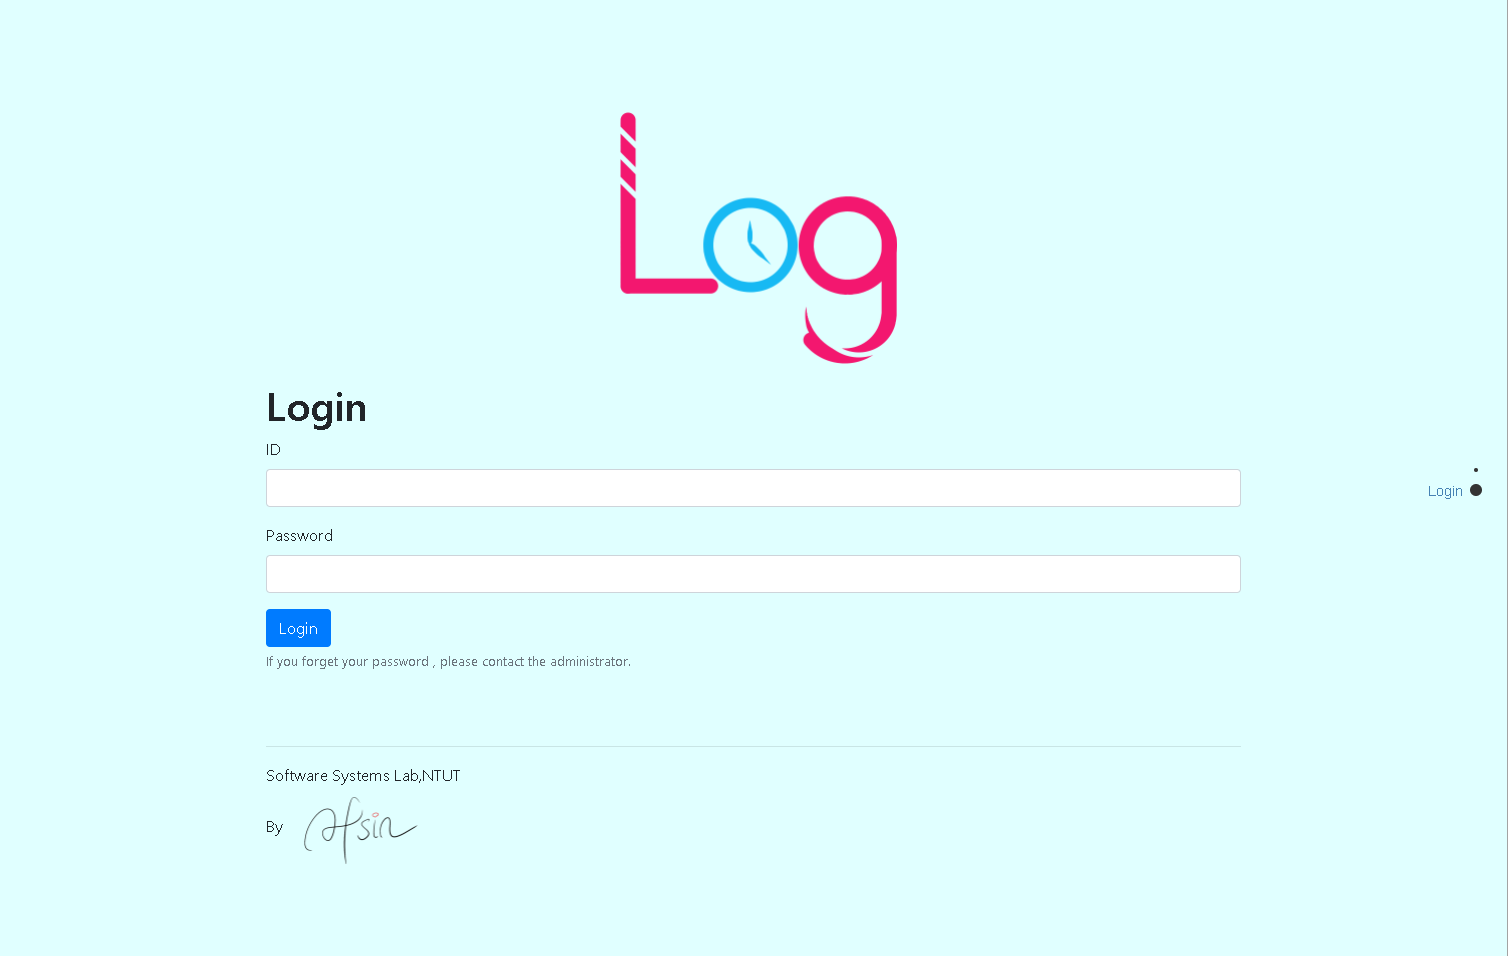 Log
Login
ID
Login
Password
Login
If you forget your password , please contact the administrator.
Software Systems Lab,NTUT
By Afsin